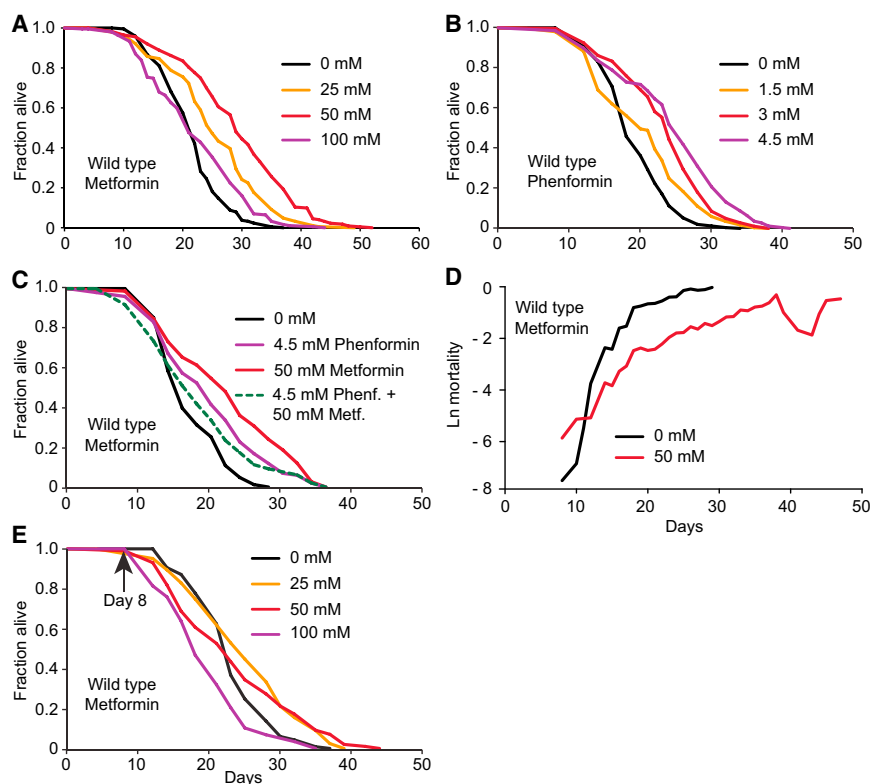 A
1.0
0.8
0.6
0.4
0.2
0
Fraction alive
0 mM
25 mM
50 mM
100 mM
Wild type
Metformin
0 10 20 30 40 50 60
B
1.0
0.8
0.6
0.4
0.2
0
Fraction alive
0 mM
1.5 mM
3 mM
4.5 mM
Wild type
Phenformin
0 10 20 30 40 50
C
1.0
0.8
0.6
0.4
0.2
0
Fraction alive
0 mM
4.5 mM Phenformin
50 mM Metformin
4.5 mM Phenf. +
50 mM Metf.
Wild type
Metformin
0 10 20 30 40 50
D
0
- 2
- 4
- 6
- 8
Ln mortality
Wild type
Metformin
0 mM
50 mM
0 10 20 30 40 50
Days
E
1.0
0.8
0.6
0.4
0.2
0
Fraction alive
Day 8
0 mM
25 mM
50 mM
100 mM
Wild type
Metformin
0 10 20 30 40 50
Days